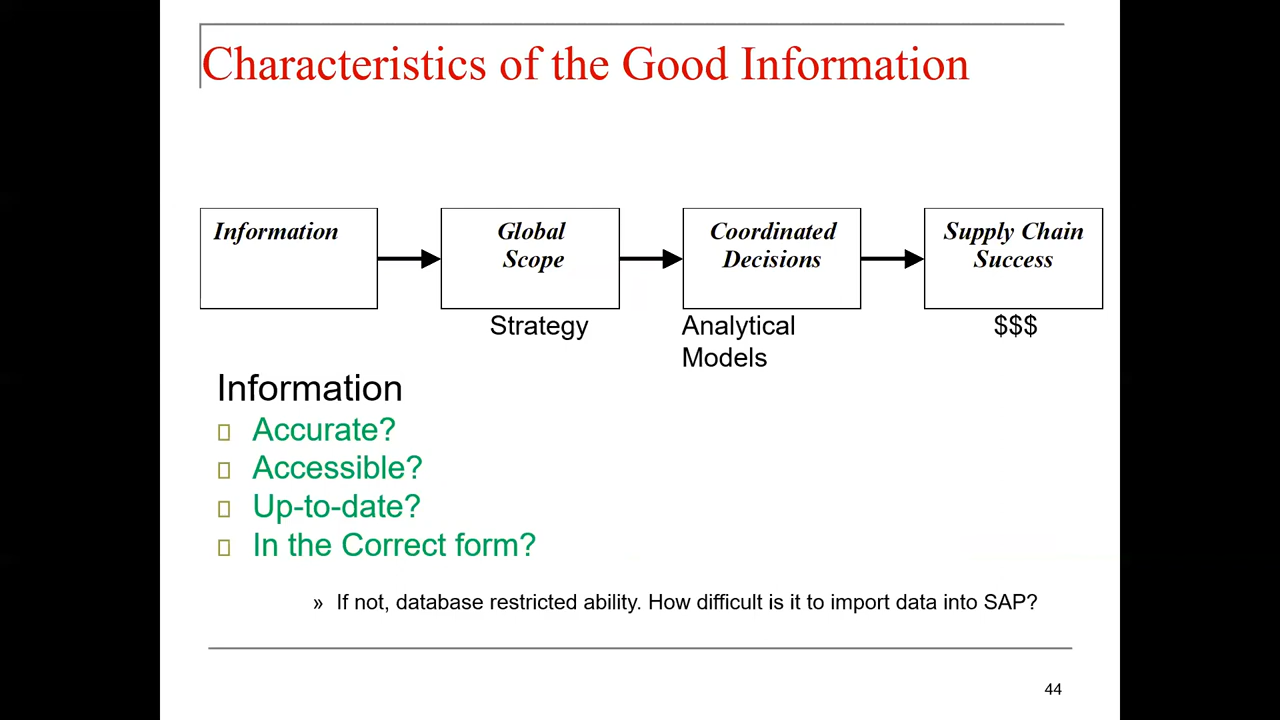 Characteristics of the Good Information
Information
Global
Scope
Coordinated
Decisions
Supply Chain
Success
Strategy
Analytical
Models
$$$
Information
Accurate?
Accessible?
Up-to-date?
In the Correct form?
» If not, database restricted ability. How difficult is it to import data into SAP?
44